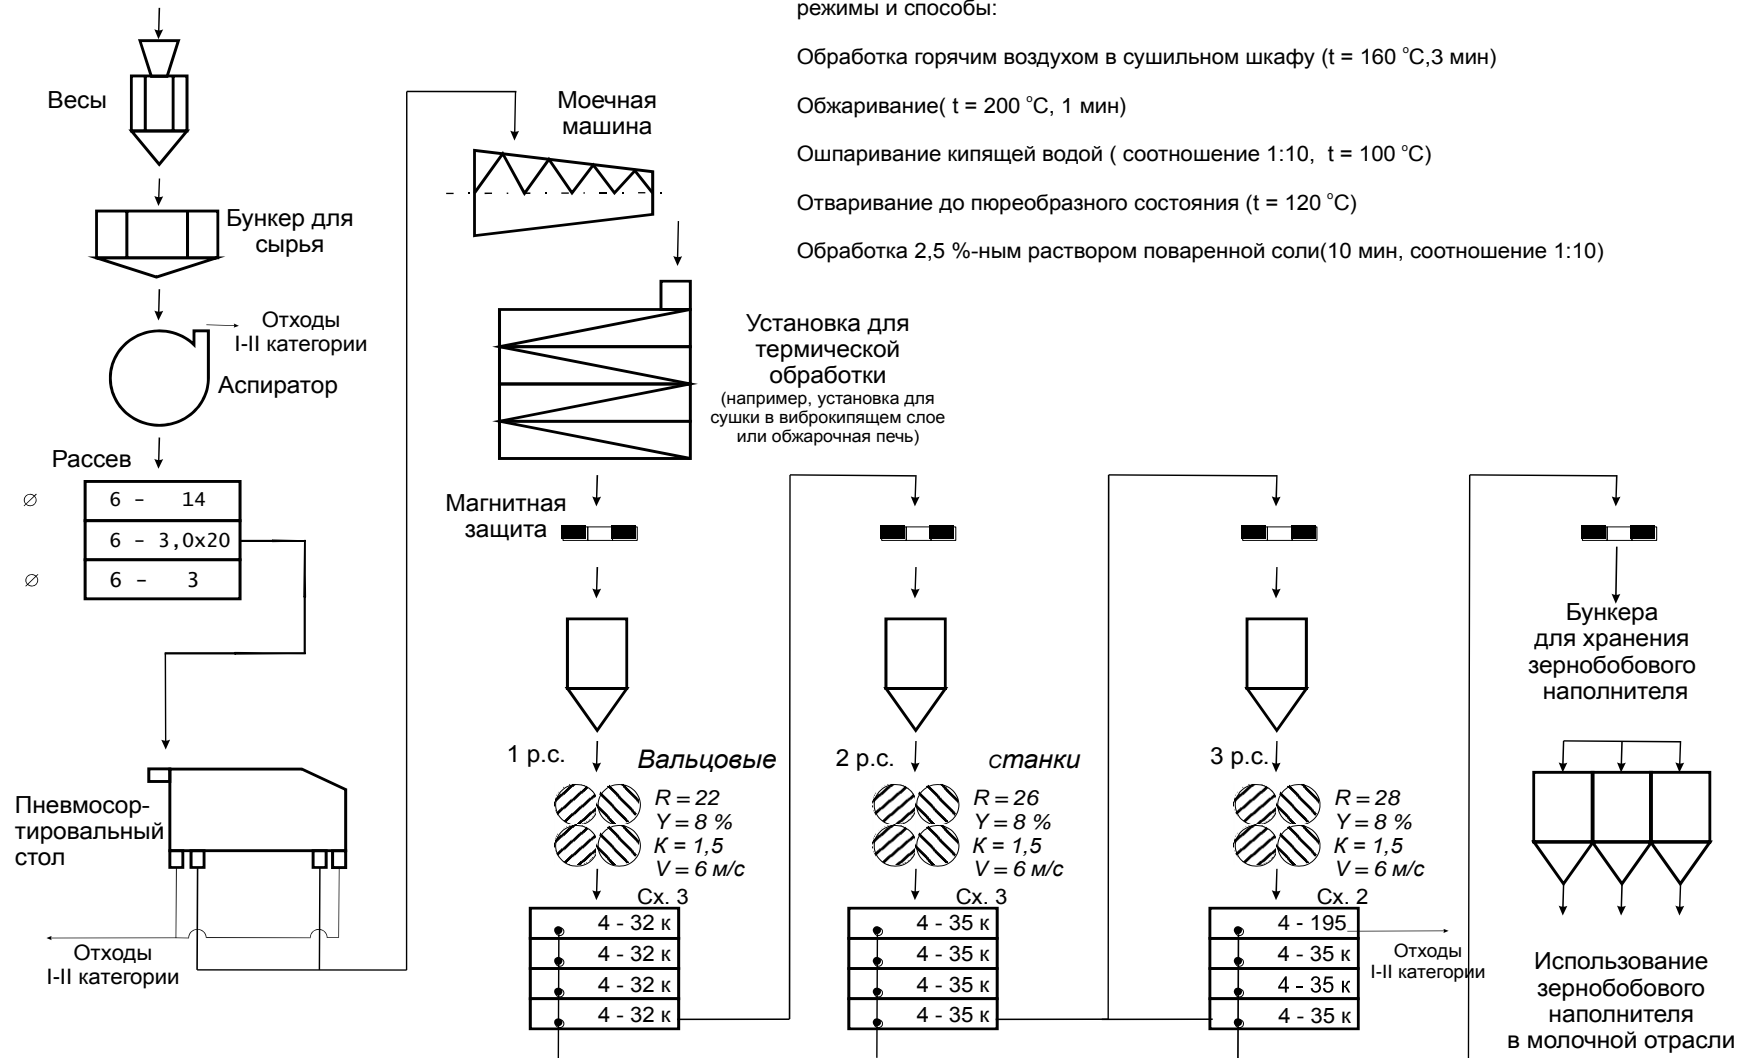 режимы и способы:
Обработка горячим воздухом в сушильном шкафу (t = 160 °С,3 мин)
Обжаривание( t = 200 °С, 1 мин)
Ошпаривание кипящей водой ( соотношение 1:10, t = 100 °С)
Отваривание до пюреобразного состояния (t = 120 °С)
Обработка 2,5 %-ным раствором поваренной соли(10 мин, соотношение 1:10)
Весы
Бункер для
сырья
Отходы
I-II категории
Аспиратор
Рассев
∅ 6 - 14
6 - 3,0x20
∅ 6 - 3
Пневмосор-
тировальный
стол
Отходы
I-II категории
Моечная
машина
Установка для
термической
обработки
(например, установка для
сушки в виброкипящем слое
или обжарочная печь)
Магнитная
защита
1 р.с.
Вальцовые
R = 22
Y = 8 %
К = 1,5
V = 6 м/с
Сх. 3
4 - 32 к
4 - 32 к
4 - 32 к
4 - 32 к
2 р.с.
станки
R = 26
Y = 8 %
К = 1,5
V = 6 м/с
Сх. 3
4 - 35 к
4 - 35 к
4 - 35 к
4 - 35 к
3 р.с.
R = 28
Y = 8 %
К = 1,5
V = 6 м/с
Сх. 2
4 - 195
4 - 35 к
4 - 35 к
4 - 35 к
Отходы
I-II категории
Бункера
для хранения
зернобобового
наполнителя
Использование
зернобобового
наполнителя
в молочной отрасли